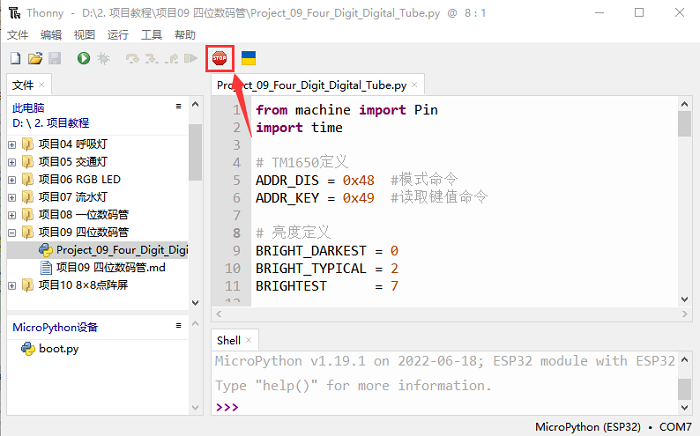 Thonny - D:\2. 项目教程\项目09 四位数码管\Project_09_Four_Digit_Digital_Tube.py @ 8 : 1
文件 编辑 视图 运行 工具 帮助
STOP
文件
此电脑
D: \ 2. 项目教程
项目04 呼吸灯
项目05 交通灯
项目06 RGB LED
项目07 流水灯
项目08 一位数码管
项目09 四位数码管
Project_09_Four_Digit_Digi
项目09 四位数码管.md
项目10 8×8点阵屏
MicroPython设备
boot.py
Project_09_Four_Digit_Digital_Tube.py
1 from machine import Pin
2 import time
3
4 # TM1650定义
5 ADDR_DIS = 0x48 #模式命令
6 ADDR_KEY = 0x49 #读取键值命令
7
8 # 亮度定义
9 BRIGHT_DARKEST = 0
10 BRIGHT_TYPICAL = 2
11 BRIGHTEST = 7
12
Shell
MicroPython v1.19.1 on 2022-06-18; ESP32 module with ESP32
Type "help()" for more information.
>>>
MicroPython (ESP32) • COM7